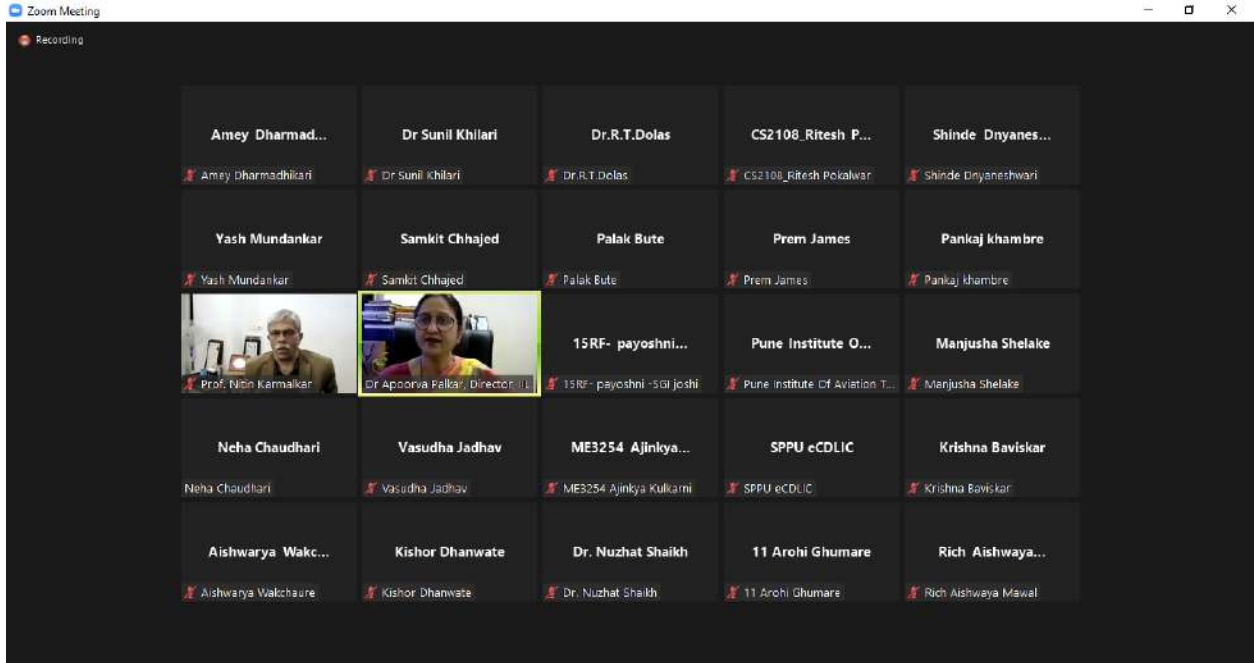 Zoom Meeting
Recording
Amey Dharmad...
Dr Sunil Khilari
Dr.R.T.Dolas
CS2108_Ritesh P...
Shinde Dnyanes...
Amey Dharmadhikari
Dr Sunil Khilari
Dr.R.T.Dolas
CS2108_Ritesh Pokalwar
Shinde Dnyaneshwari
Yash Mundankar
Samkit Chhajed
Palak Bute
Prem James
Pankaj khambre
Yash Mundankar
Samkit Chhajed
Palak Bute
Prem James
Pankaj khambre
15RF- payoshni...
Pune Institute O...
Manjusha Shelake
Prof. Nitin Karmalkar
Dr Apoorva Palkar, Director, IIL
15RF- payoshni -SGI joshi
Pune Institute Of Aviation T...
Manjusha Shelake
Neha Chaudhari
Vasudha Jadhav
ME3254 Ajinkya...
SPPU eCDLIC
Krishna Baviskar
Neha Chaudhari
Vasudha Jadhav
ME3254 Ajinkya Kulkarni
SPPU eCDLIC
Krishna Baviskar
Aishwarya Wakc...
Kishor Dhanwate
Dr. Nuzhat Shaikh
11 Arohi Ghumare
Rich Aishwaya...
Aishwarya Wakchaure
Kishor Dhanwate
Dr. Nuzhat Shaikh
11 Arohi Ghumare
Rich Aishwaya Mawal